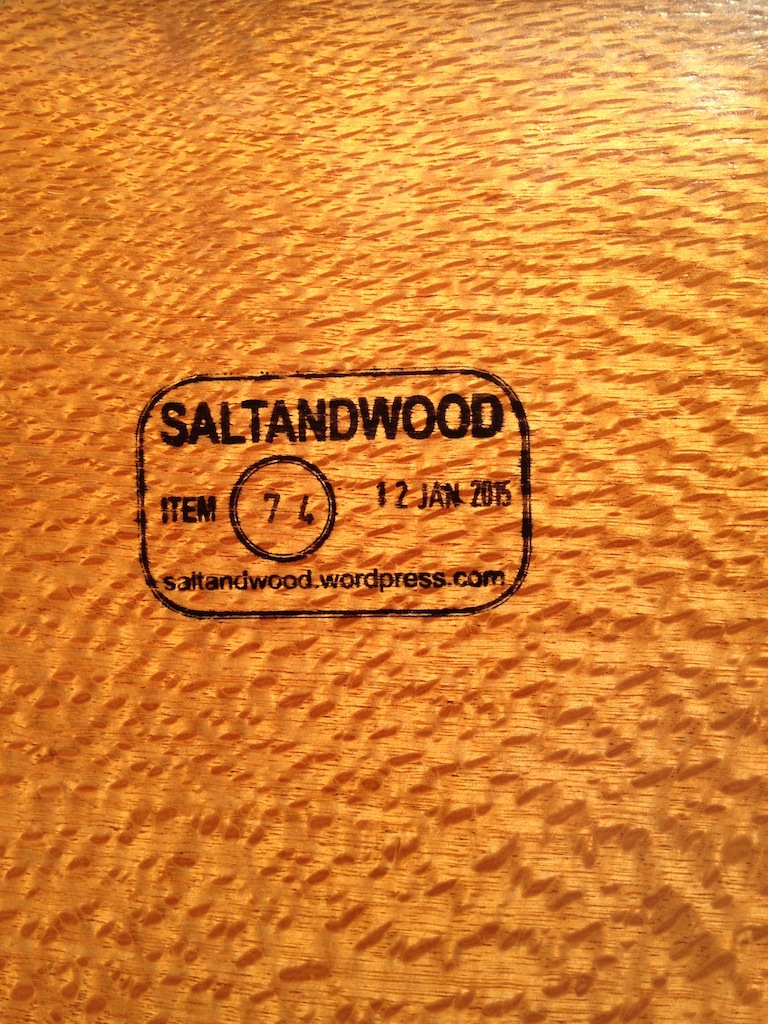 SALTANDWOOD
ITEM 74 12 JAN 2015
saltandwood.wordpress.com